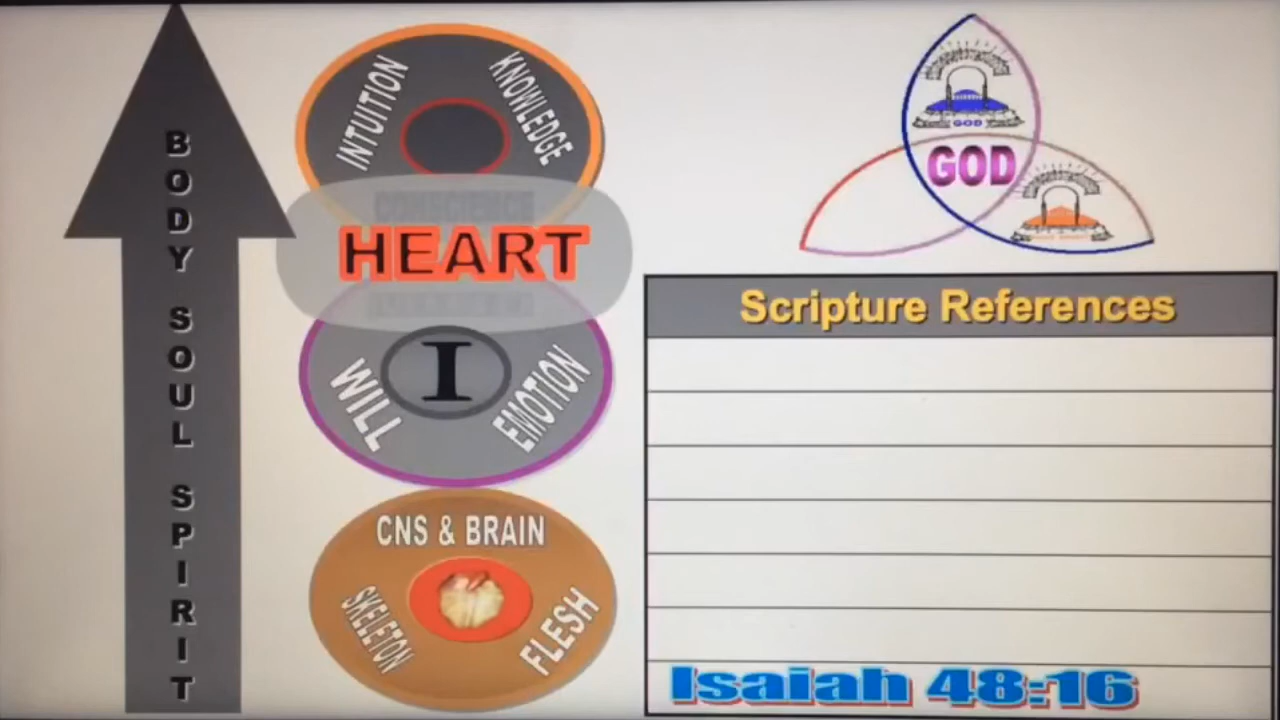 BODY SOUL SPIRIT
INTUITION
KNOWLEDGE
CONSCIENCE
HEART
I
WILL
EMOTION
CNS & BRAIN
SKELETON
FLESH
GOD
GOD
Scripture References
Isaiah 48:16